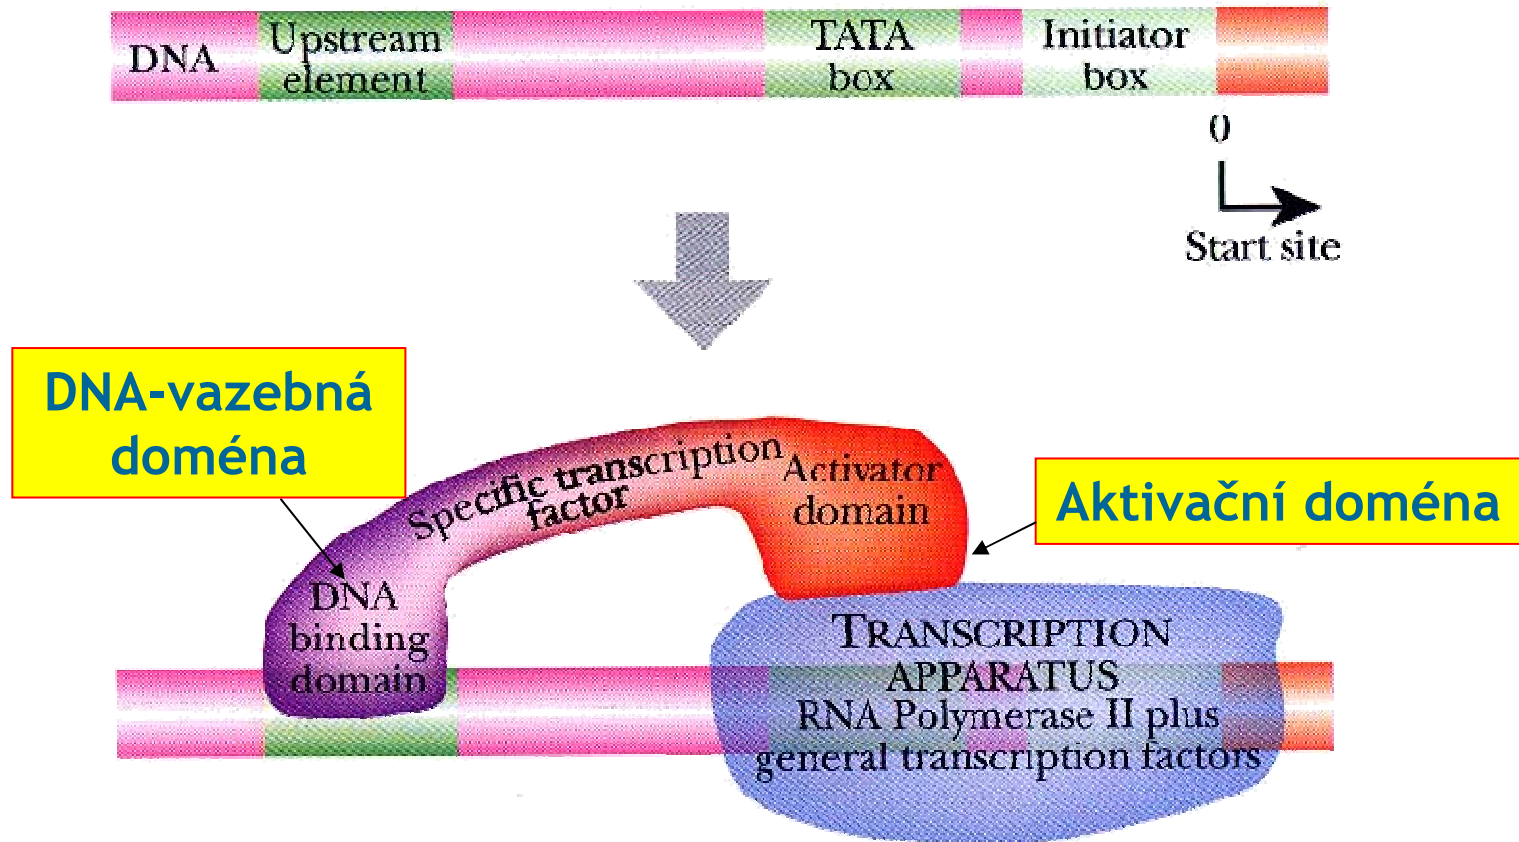 DNA
Upstream
element
TATA
box
Initiator
box
0
Start site
DNA-vazebná
doména
Specific transcription
factor
Activator
domain
Aktivační doména
DNA
binding
domain
TRANSCRIPTION
APPARATUS
RNA Polymerase II plus
general transcription factors